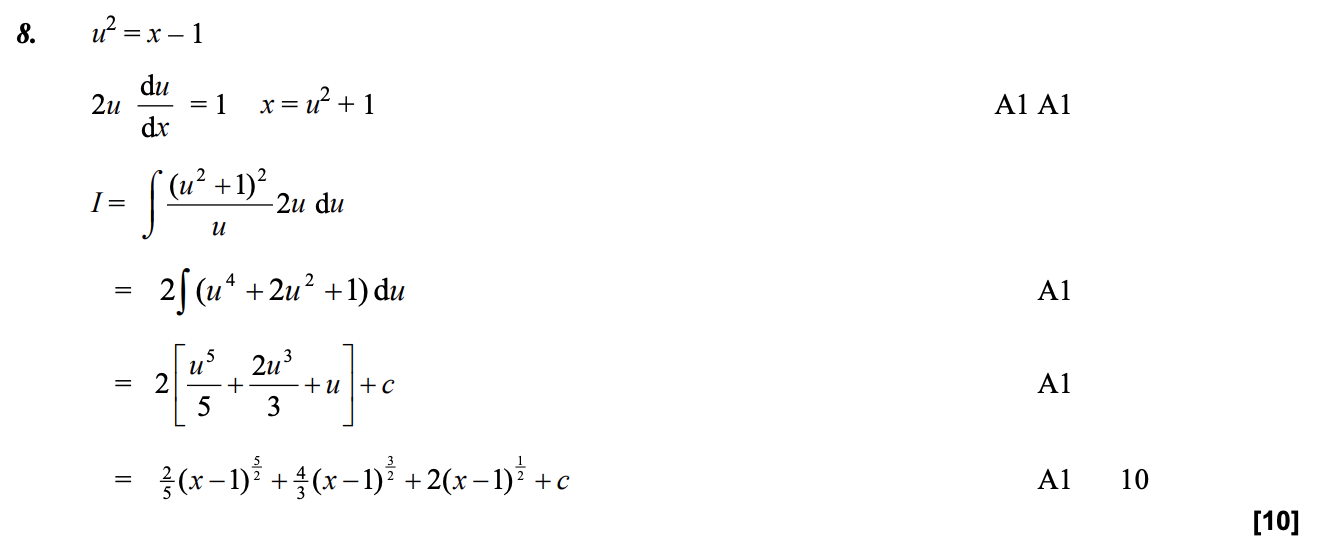 8. u² = x – 1
2u du/dx = 1 x = u² + 1 A1 A1
I = ∫ (u² + 1)²/u 2u du
= 2∫(u⁴ + 2u² + 1) du A1
= 2[u⁵/5 + 2u³/3 + u] + c A1
= 2/5(x – 1)^(5/2) + 4/3(x – 1)^(3/2) + 2(x – 1)^(1/2) + c A1 10
[10]